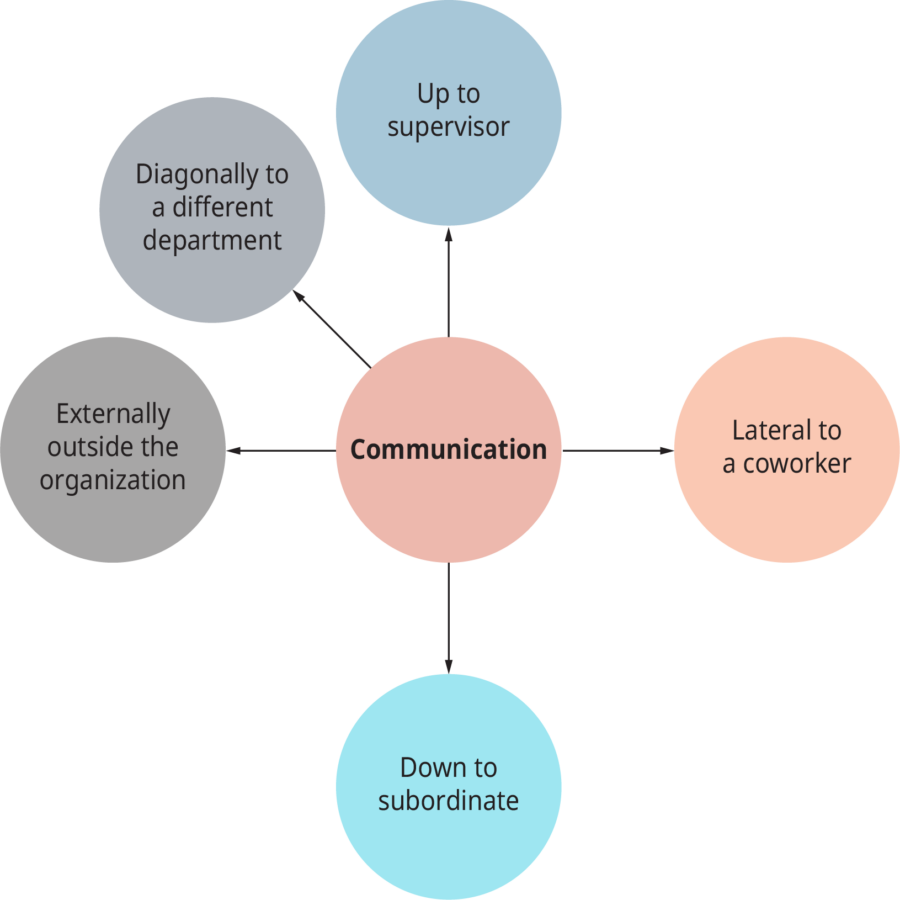 Up to
supervisor
Diagonally to
a different
department
Externally
outside the
organization
Communication
Lateral to
a coworker
Down to
subordinate